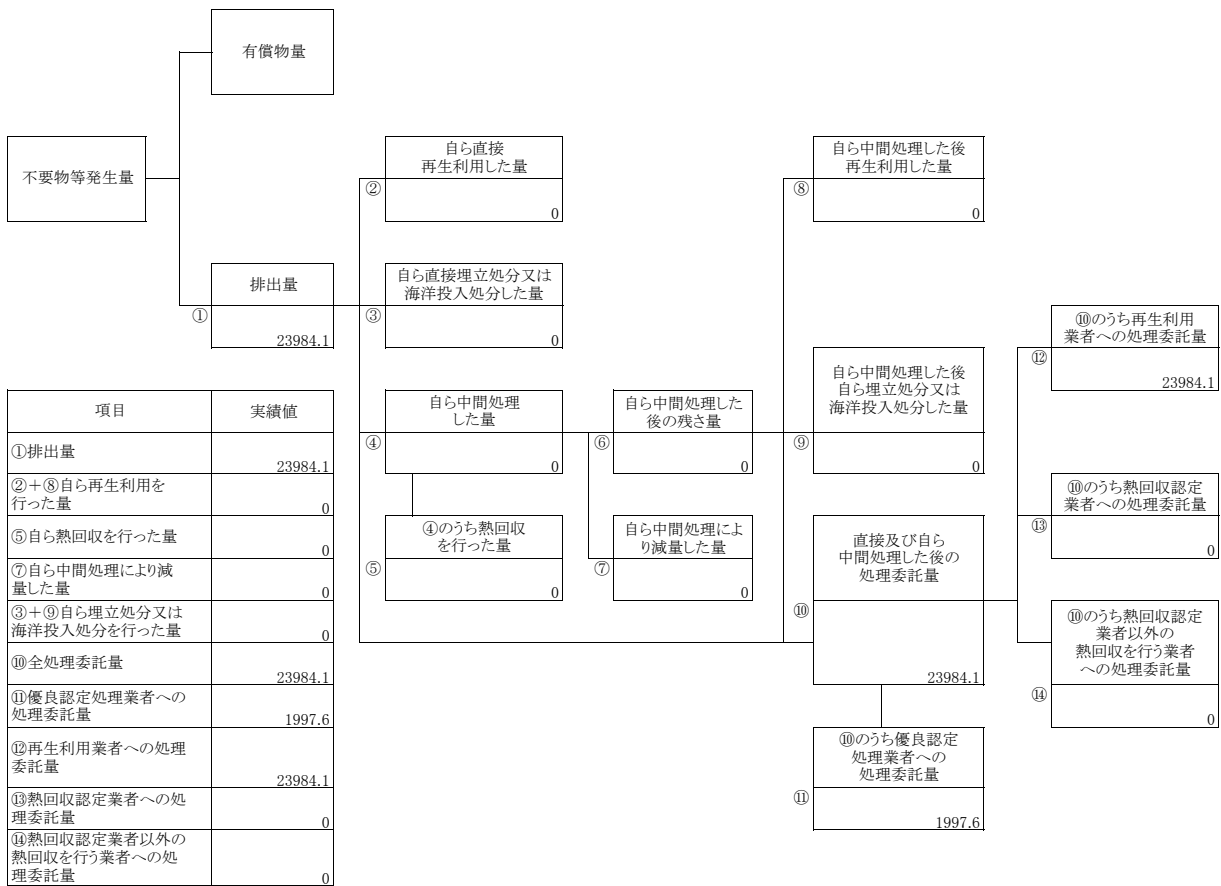 有償物量
不要物等発生量
排出量
①
23984.1
自ら直接
再生利用した量
②
0
自ら直接埋立処分又は
海洋投入処分した量
③
0
自ら中間処理
した量
④
0
④のうち熱回収
を行った量
⑤
0
自ら中間処理した
後の残さ量
⑥
0
自ら中間処理によ
り減量した量
⑦
0
自ら中間処理した後
再生利用した量
⑧
0
自ら中間処理した後
自ら埋立処分又は
海洋投入処分した量
⑨
0
直接及び自ら
中間処理した後の
処理委託量
⑩
23984.1
⑩のうち優良認定
処理業者への
処理委託量
⑪
1997.6
⑩のうち再生利用
業者への処理委託量
⑫
23984.1
⑩のうち熱回収認定
業者への処理委託量
⑬
0
⑩のうち熱回収認定
業者以外の
熱回収を行う業者
への処理委託量
⑭
0
項目 実績値
①排出量
23984.1
②＋⑧自ら再生利用を
行った量
0
⑤自ら熱回収を行った量
0
⑦自ら中間処理により減
量した量
0
③＋⑨自ら埋立処分又は
海洋投入処分を行った量
0
⑩全処理委託量
23984.1
⑪優良認定処理業者への
処理委託量
1997.6
⑫再生利用業者への処理
委託量
23984.1
⑬熱回収認定業者への処
理委託量
0
⑭熱回収認定業者以外の
熱回収を行う業者への処
理委託量
0